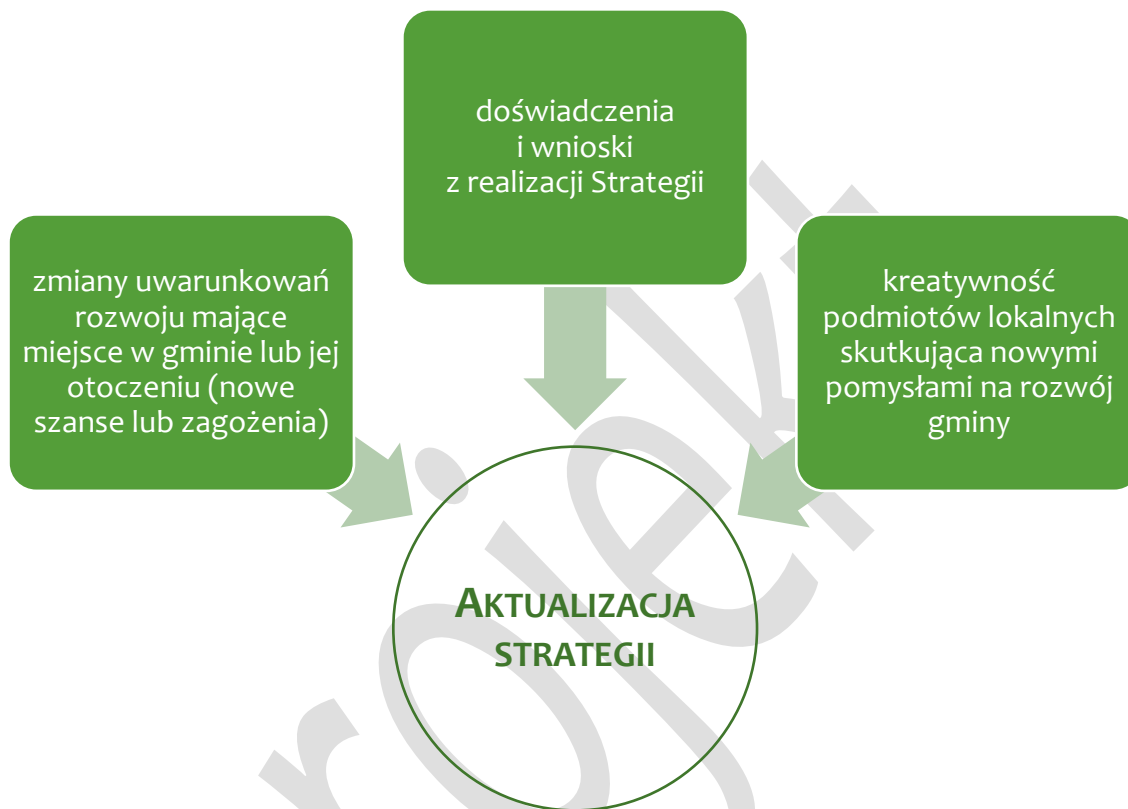 doświadczenia
i wnioski
z realizacji Strategii
zmiany uwarunkowań
rozwoju mające
miejsce w gminie lub jej
otoczeniu (nowe
szanse lub zagożenia)
kreatywność
podmiotów lokalnych
skutkująca nowymi
pomysłami na rozwój
gminy
AKTUALIZACJA
STRATEGII